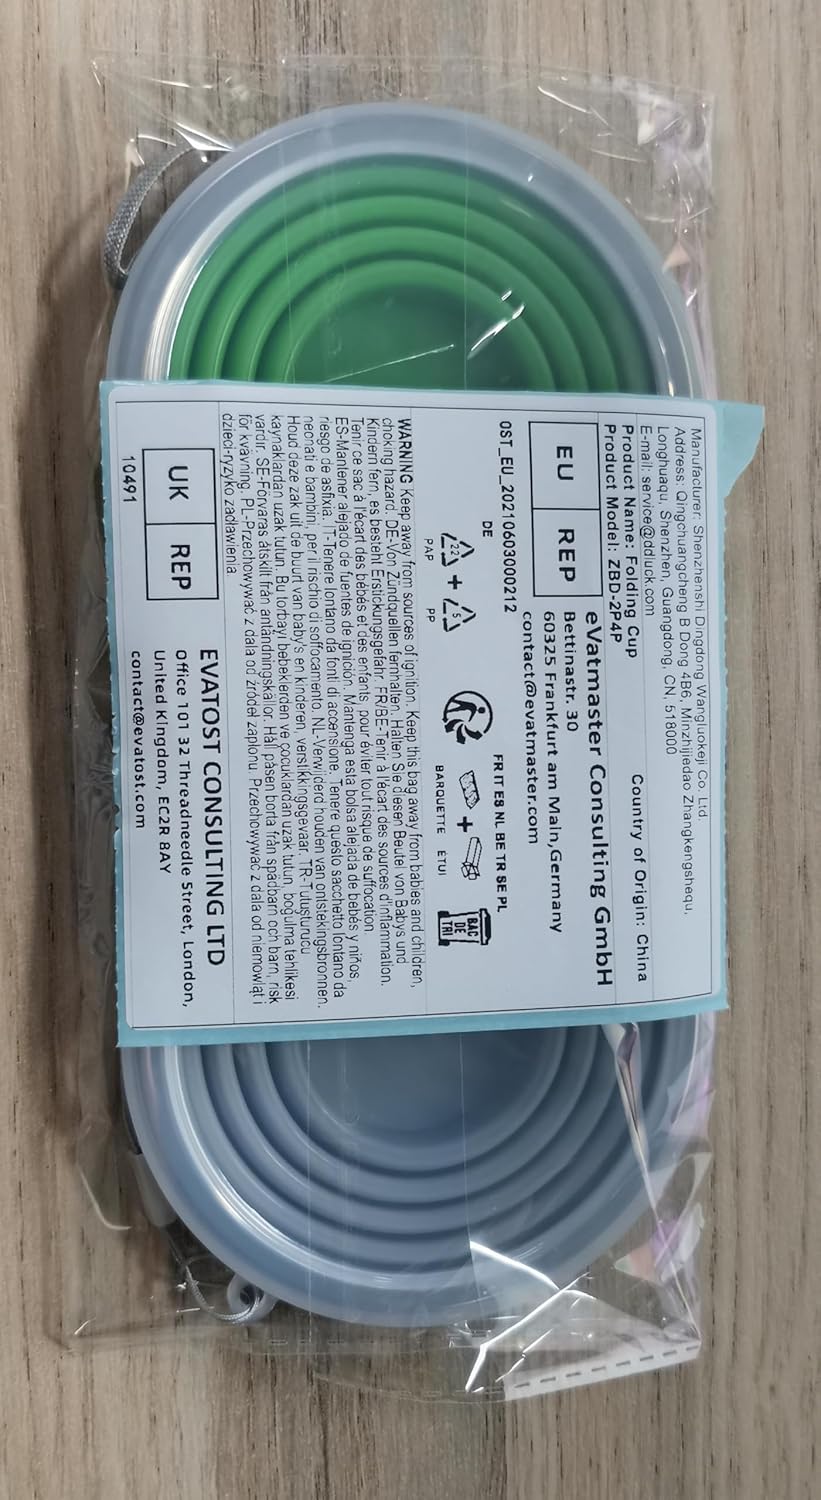 Manufacturer: Shenzhenshi Dngdong Wangluokeji Co, Ltd.
Address: Qingchuangcheng B Dong 4B6, Minzhijiedao Zhangkengshequ,
Longhuaqu, Shenzhen, Guangdong, CN, 518000
E-mail: service@ddluck.com
Product Name: Folding Cup
Country of Origin: China
Product Model: ZBD-2P4P
EU REP
eVatmaster Consulting GmbH
Bettinastr. 30
60325 Frankfurt am Main,Germany
contact@evatmaster.com
OST_EU_20210603000212
DE
FR IT ES NL BE TR SE PL
22
PAP
+
5
PP
BARQUETTE
+
ÉTUI
BAC
DE
TRI
WARNING Keep away from sources of ignition. Keep this bag away from babies and children,
choking hazard. DE-Von Zündquellen fernhalten. Halten Sie diesen Beutel von Babys und
Kindern fern, es besteht Erstickungsgefahr. FR/BE-Tenir à l'écart des sources d'inflammation.
Tenir ce sac à l'écart des bébés et des enfants, pour éviter tout risque de suffocation.
ES-Mantener alejado de fuentes de ignición. Mantenga esta bolsa alejada de bebés y niños,
riesgo de asfixia. IT-Tenere lontano da fonti di accensione. Tenere questo sacchetto lontano da
neonati e bambini, per il rischio di soffocamento. NL-Verwijderd houden van ontstekingsbronnen.
Houd deze zak uit de buurt van baby's en kinderen, verstikkingsgevaar. TR-Tutuşturucu
kaynaklardan uzak tutun. Bu torbayı bebeklerden ve çocuklardan uzak tutun, boğulma tehlikesi
vardır. SE-Förvaras åtskilt från antändningskällor. Håll påsen borta från spädbarn och barn, risk
för kvävning. PL-Przechowywać z dala od źródeł zapłonu. Przechowywać z dala od niemowląt i
dzieci-ryzyko zadławienia.
UK REP
EVATOST CONSULTING LTD
Office 101 32 Threadneedle Street, London,
United Kingdom, EC2R 8AY
contact@evatost.com
10491